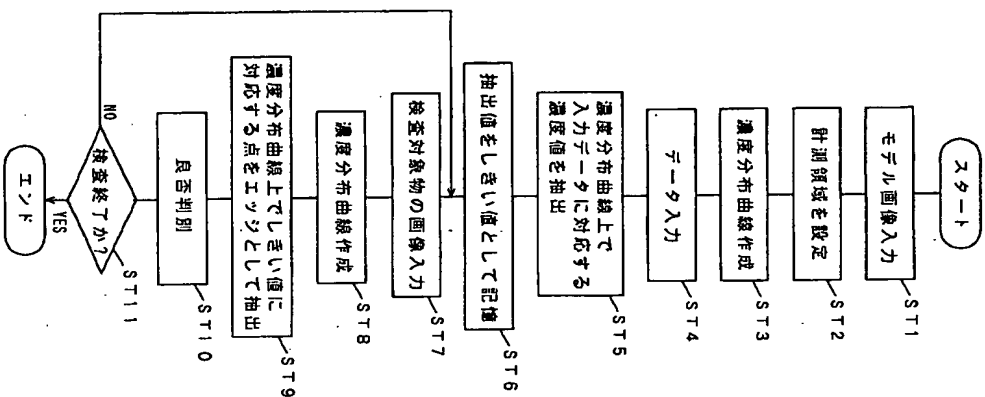 スタート
モデル画像入力
ST1
計測領域を設定
ST2
濃度分布曲線作成
ST3
データ入力
ST4
濃度分布曲線上で
入力データに対応する
濃度値を抽出
ST5
抽出値をしきい値として記憶
ST6
検査対象物の画像入力
ST7
濃度分布曲線作成
ST8
濃度分布曲線上でしきい値に
対応する点をエッジとして抽出
ST9
良否判別
ST10
検査終了か?
ST11
NO
YES
エンド